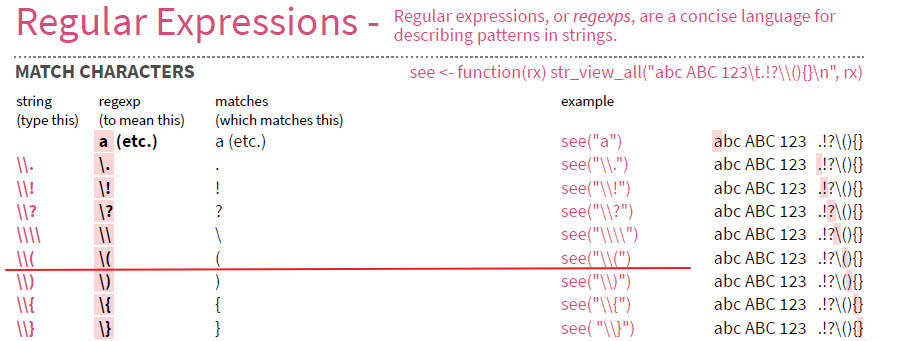 Regular Expressions - Regular expressions, or regexps, are a concise language for
describing patterns in strings.
MATCH CHARACTERS see <- function(rx) str_view_all("abc ABC 123\t.!?\\(){}\n", rx)
string regexp matches example
(type this) (to mean this) (which matches this)
a (etc.) a (etc.) see("a") abc ABC 123 .!?\(){}
\\. \. . see("\\.") abc ABC 123 .!?\(){}
\\! \! ! see("\\!") abc ABC 123 .!?\(){}
\\? \? ? see("\\?") abc ABC 123 .!?\(){}
\\\\ \\ \ see("\\\\") abc ABC 123 .!?\(){}
\\( \( ( see("\\(") abc ABC 123 .!?\(){}
\\) \) ) see("\\)") abc ABC 123 .!?\(){}
\\{ \{ { see("\\{") abc ABC 123 .!?\(){}
\\} \} } see( "\\}") abc ABC 123 .!?\(){}